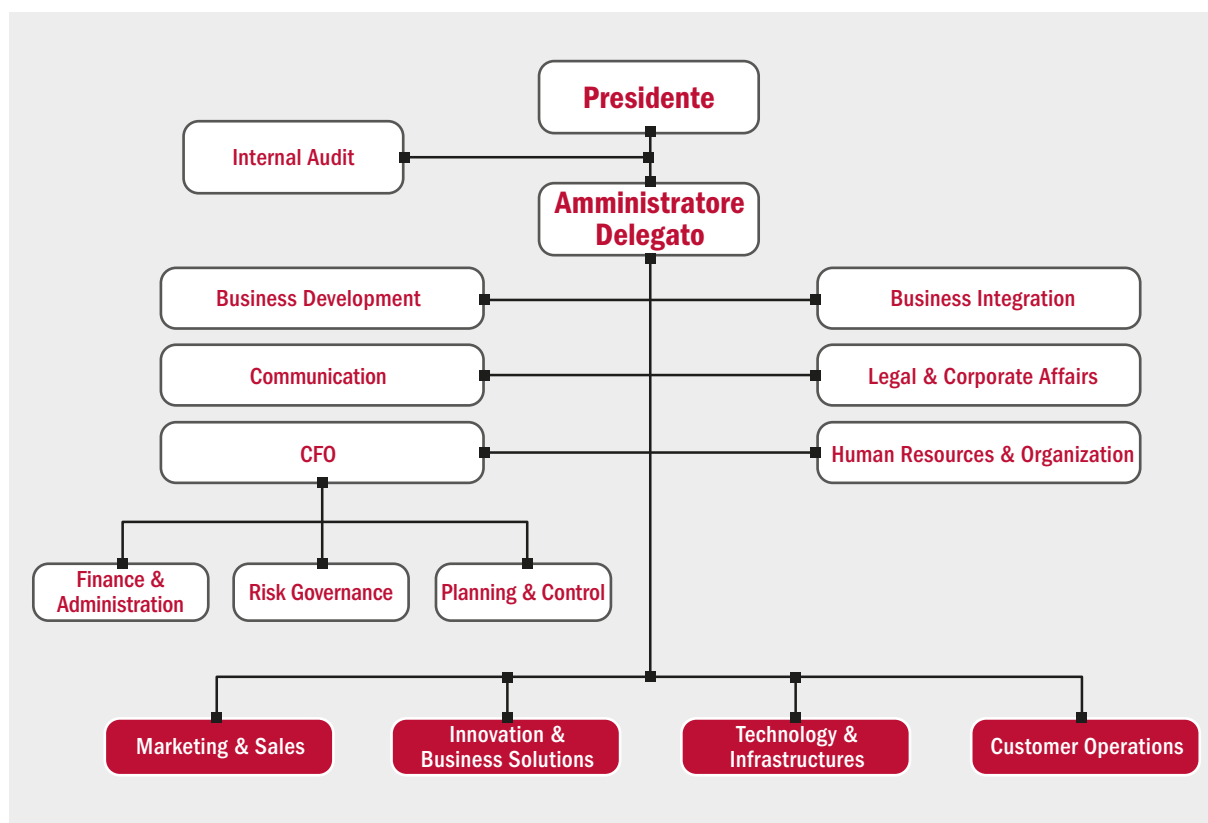 Presidente
Internal Audit
Amministratore
Delegato
Business Development
Business Integration
Communication
Legal & Corporate Affairs
CFO
Human Resources & Organization
Finance &
Administration
Risk Governance
Planning & Control
Marketing & Sales
Innovation &
Business Solutions
Technology &
Infrastructures
Customer Operations